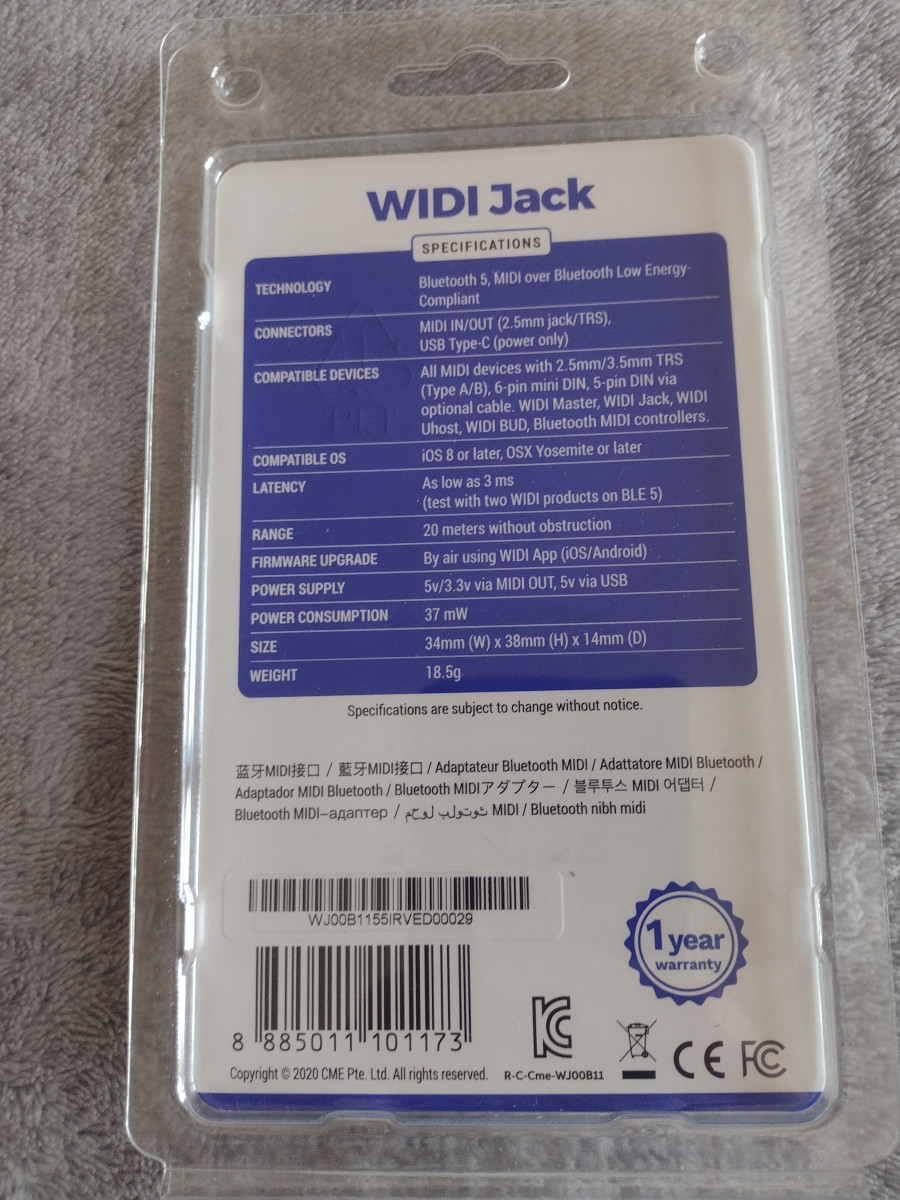 WIDI Jack
SPECIFICATIONS
TECHNOLOGY
Bluetooth 5, MIDI over Bluetooth Low Energy-
Compliant
CONNECTORS
MIDI IN/OUT (2.5mm jack/TRS),
USB Type-C (power only)
COMPATIBLE DEVICES
All MIDI devices with 2.5mm/3.5mm TRS
(Type A/B), 6-pin mini DIN, 5-pin DIN via
optional cable. WIDI Master, WIDI Jack, WIDI
Uhost, WIDI BUD, Bluetooth MIDI controllers.
PET
COMPATIBLE OS
iOS 8 or later, OSX Yosemite or later
LATENCY
As low as 3 ms
(test with two WIDI products on BLE 5)
RANGE
20 meters without obstruction
FIRMWARE UPGRADE
By air using WIDI App (iOS/Android)
POWER SUPPLY
5v/3.3v via MIDI OUT, 5v via USB
POWER CONSUMPTION
37 mW
SIZE
34mm (W) x 38mm (H) x 14mm (D)
WEIGHT
18.5g
Specifications are subject to change without notice.
蓝牙MIDI接口 / 藍牙MIDI接口 / Adaptateur Bluetooth MIDI / Adattatore MIDI Bluetooth /
Adaptador MIDI Bluetooth / Bluetooth MIDIアダプター / 블루투스 MIDI 어댑터 /
Bluetooth MIDI-адаптер / محول بلوتوث MIDI / Bluetooth nibh midi
WJ00B1155IRVED00029
1 year
warranty
8 885011 101173
Copyright © 2020 CME Pte. Ltd. All rights reserved.
R-C-Cme-WJ00B11
CE FC